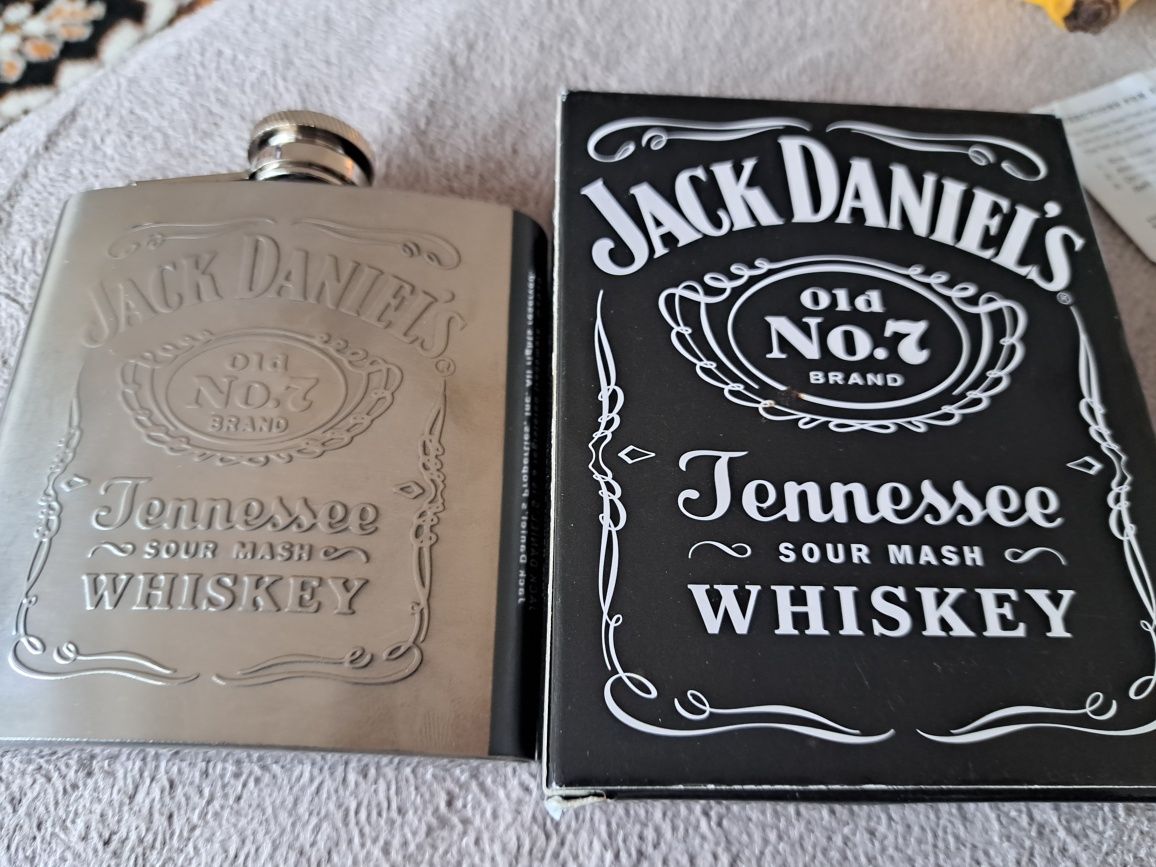 JACK DANIEL'S
Old
No.7
BRAND
Tennessee
SOUR MASH
WHISKEY
JACK DANIEL'S
Old
No.7
BRAND
Tennessee
SOUR MASH
WHISKEY